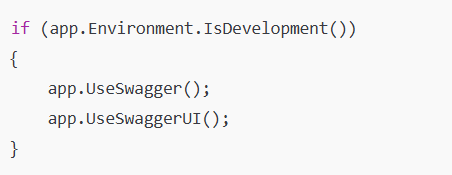 if (app.Environment.IsDevelopment())
{
    app.UseSwagger();
    app.UseSwaggerUI();
}